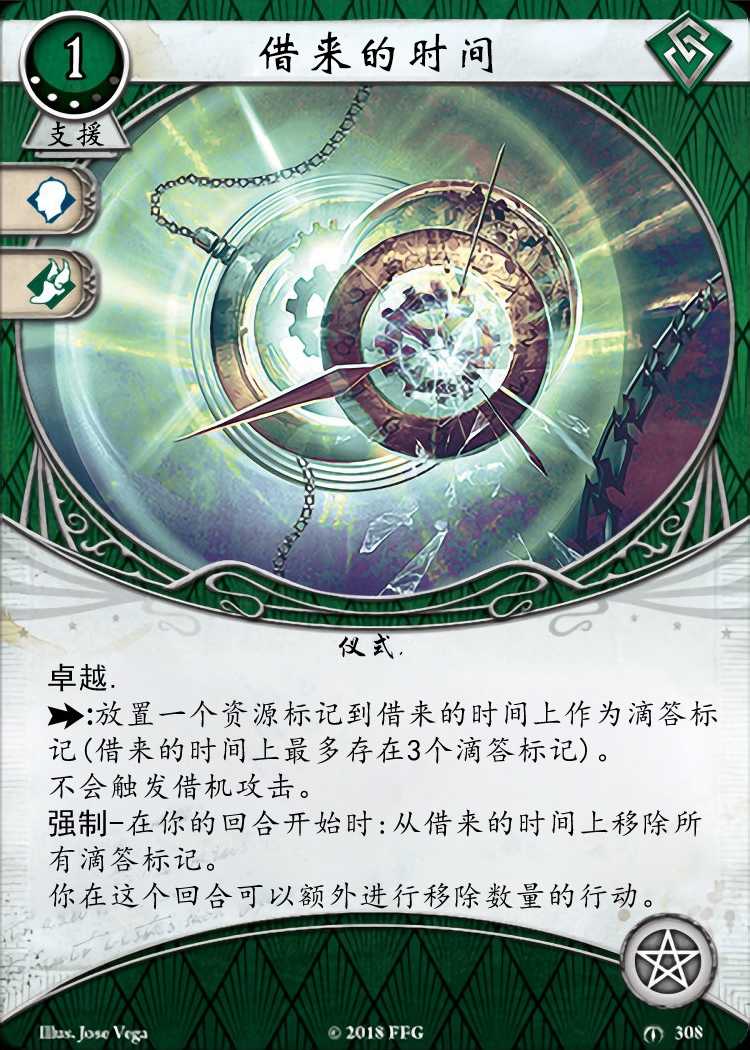 1
借来的时间
支援
仪式.
卓越.
:放置一个资源标记到借来的时间上作为滴答标
记(借来的时间上最多存在3个滴答标记)。
不会触发借机攻击。
强制-在你的回合开始时:从借来的时间上移除所
有滴答标记。
你在这个回合可以额外进行移除数量的行动。
Illus. Jose Vega
© 2018 FFG
308